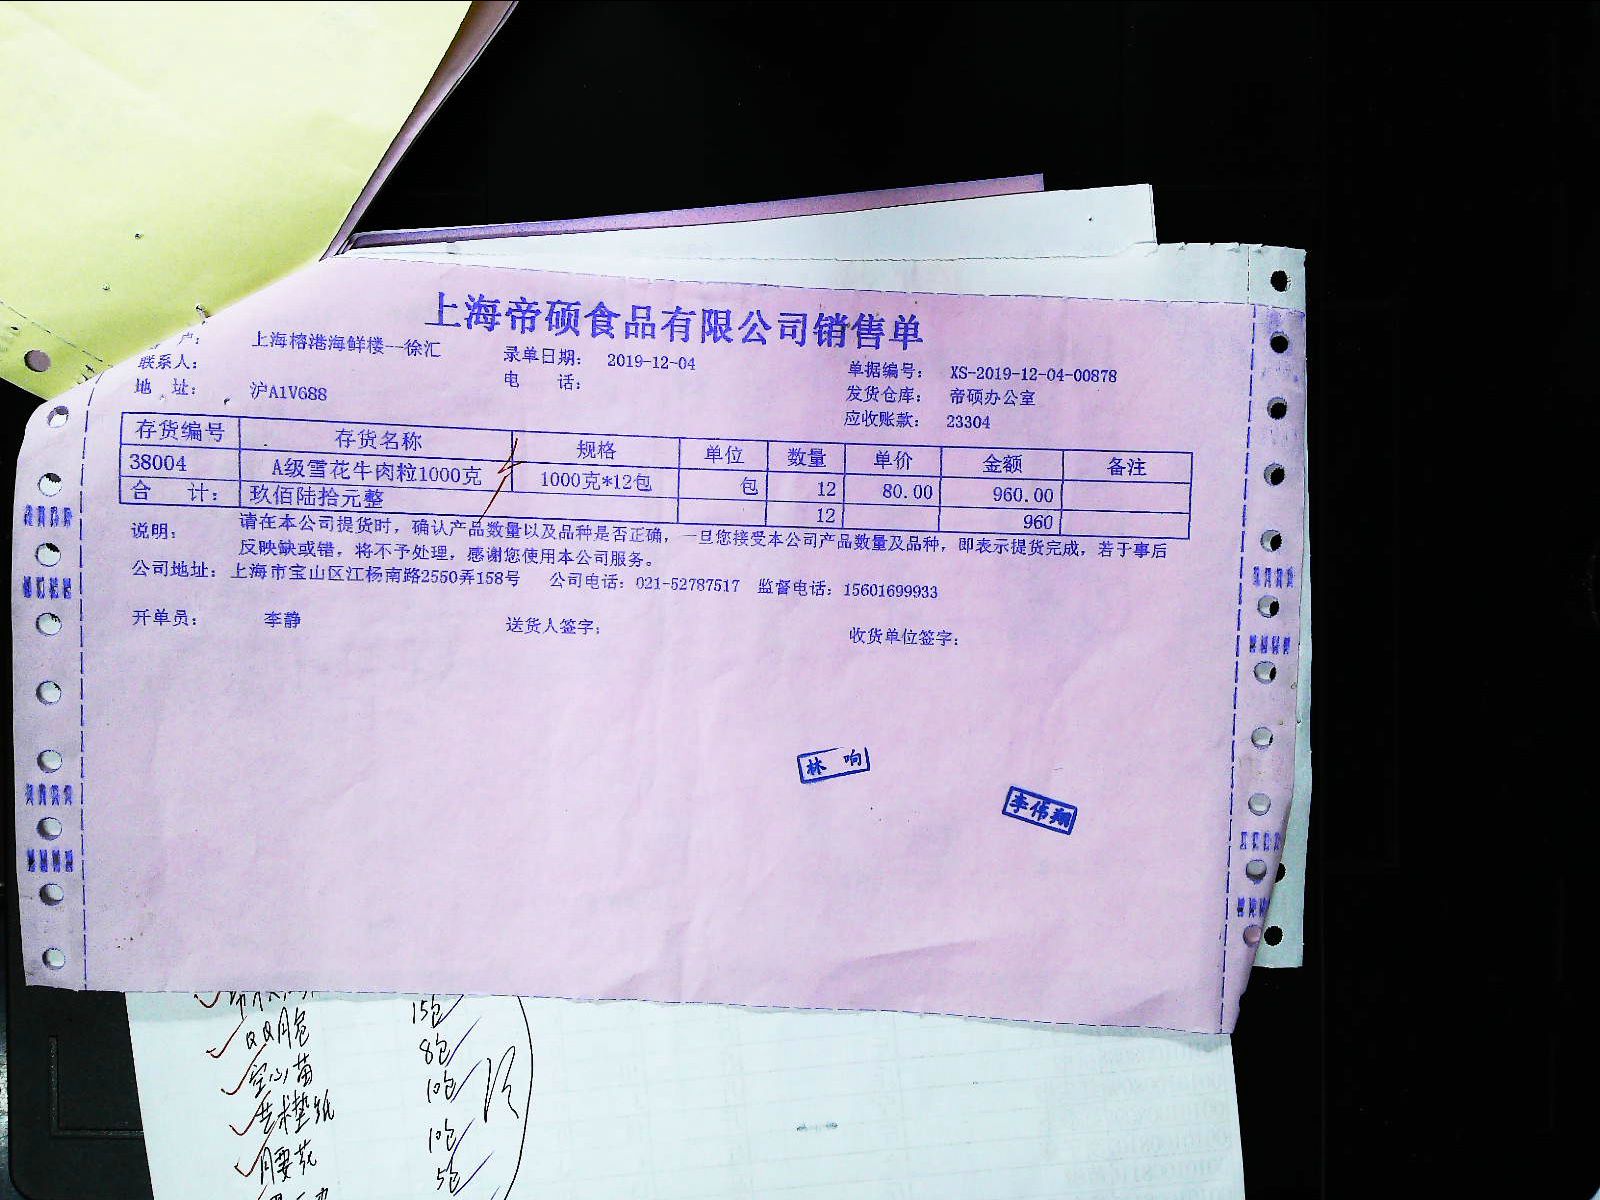 上海帝硕食品有限公司销售单
户： 上海榕港海鲜楼--徐汇 录单日期： 2019-12-04 单据编号： XS-2019-12-04-00878
联系人： 电 话： 发货仓库： 帝硕办公室
地 址： 沪A1V688 应收账款： 23304
存货编号 存货名称 规格 单位 数量 单价 金额 备注
38004 A级雪花牛肉粒1000克 1000克*12包 包 12 80.00 960.00
合 计： 玖佰陆拾元整 12 960
说明： 请在本公司提货时，确认产品数量以及品种是否正确，一旦您接受本公司产品数量及品种，即表示提货完成，若于事后
反映缺或错，将不予处理，感谢您使用本公司服务。
公司地址：上海市宝山区江杨南路2550弄158号 公司电话：021-52787517 监督电话：15601699933
开单员： 李静 送货人签字； 收货单位签字：
林 响
李伟翔
15包
8包
空心苗 10包
艺术垫纸 10包
腰花 5包